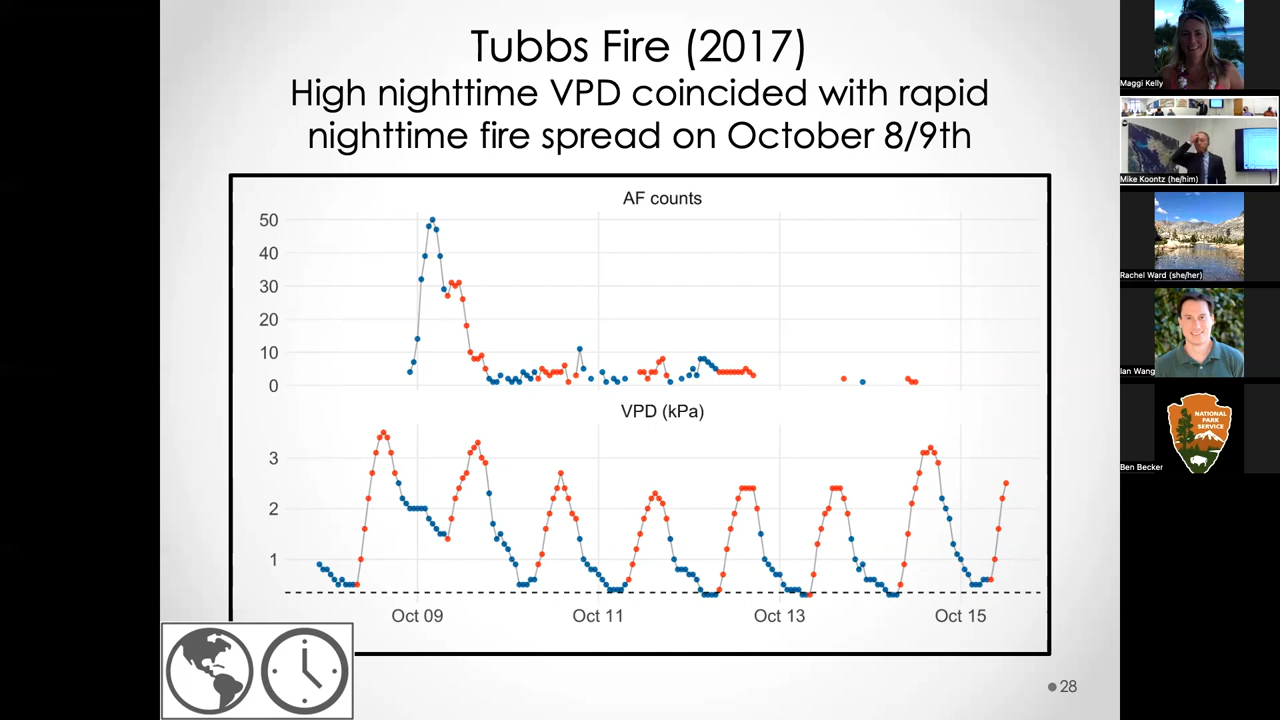 Tubbs Fire (2017)
High nighttime VPD coincided with rapid
nighttime fire spread on October 8/9th
AF counts
50
40
30
20
10
0
VPD (kPa)
3
2
1
Oct 09
Oct 11
Oct 13
Oct 15
28
Maggi Kelly
Mike Koontz (he/him)
Rachel Ward (she/her)
Ian Wang
NATIONAL
PARK
SERVICE
Ben Becker